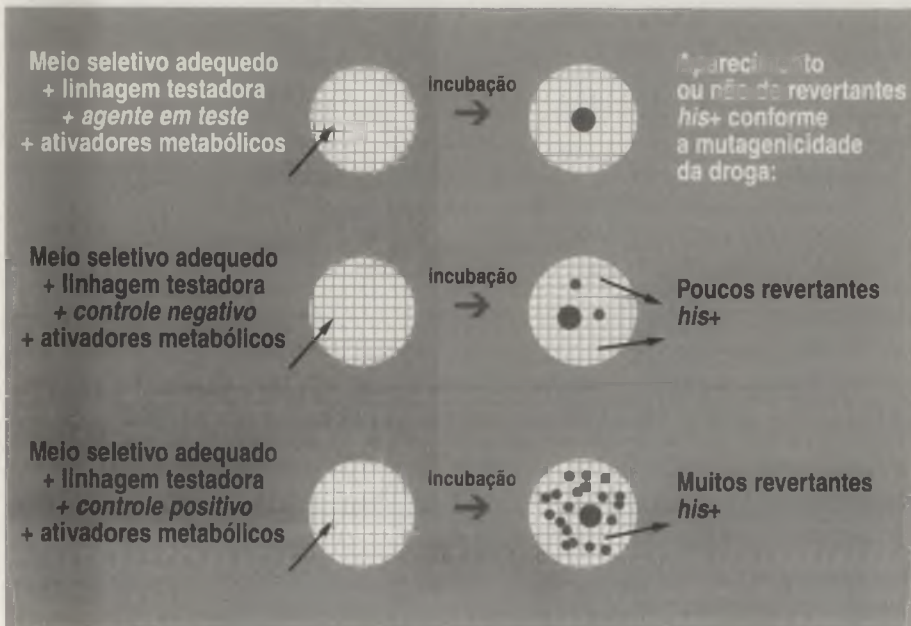 Meio seletivo adequedo
+ linhagem testadora
+ agente em teste
+ ativadores metabólicos
incubação
ou não de revertantes
his+ conforme
a mutagenicidade
da droga:
Meio seletivo adequedo
+ linhagem testadora
+ controle negativo
+ ativadores metabólicos
incubação
Poucos revertantes
his+
Meio seletivo adequado
+ linhagem testadora
+ controle positivo
+ ativadores metabólicos
incubação
Muitos revertantes
his+